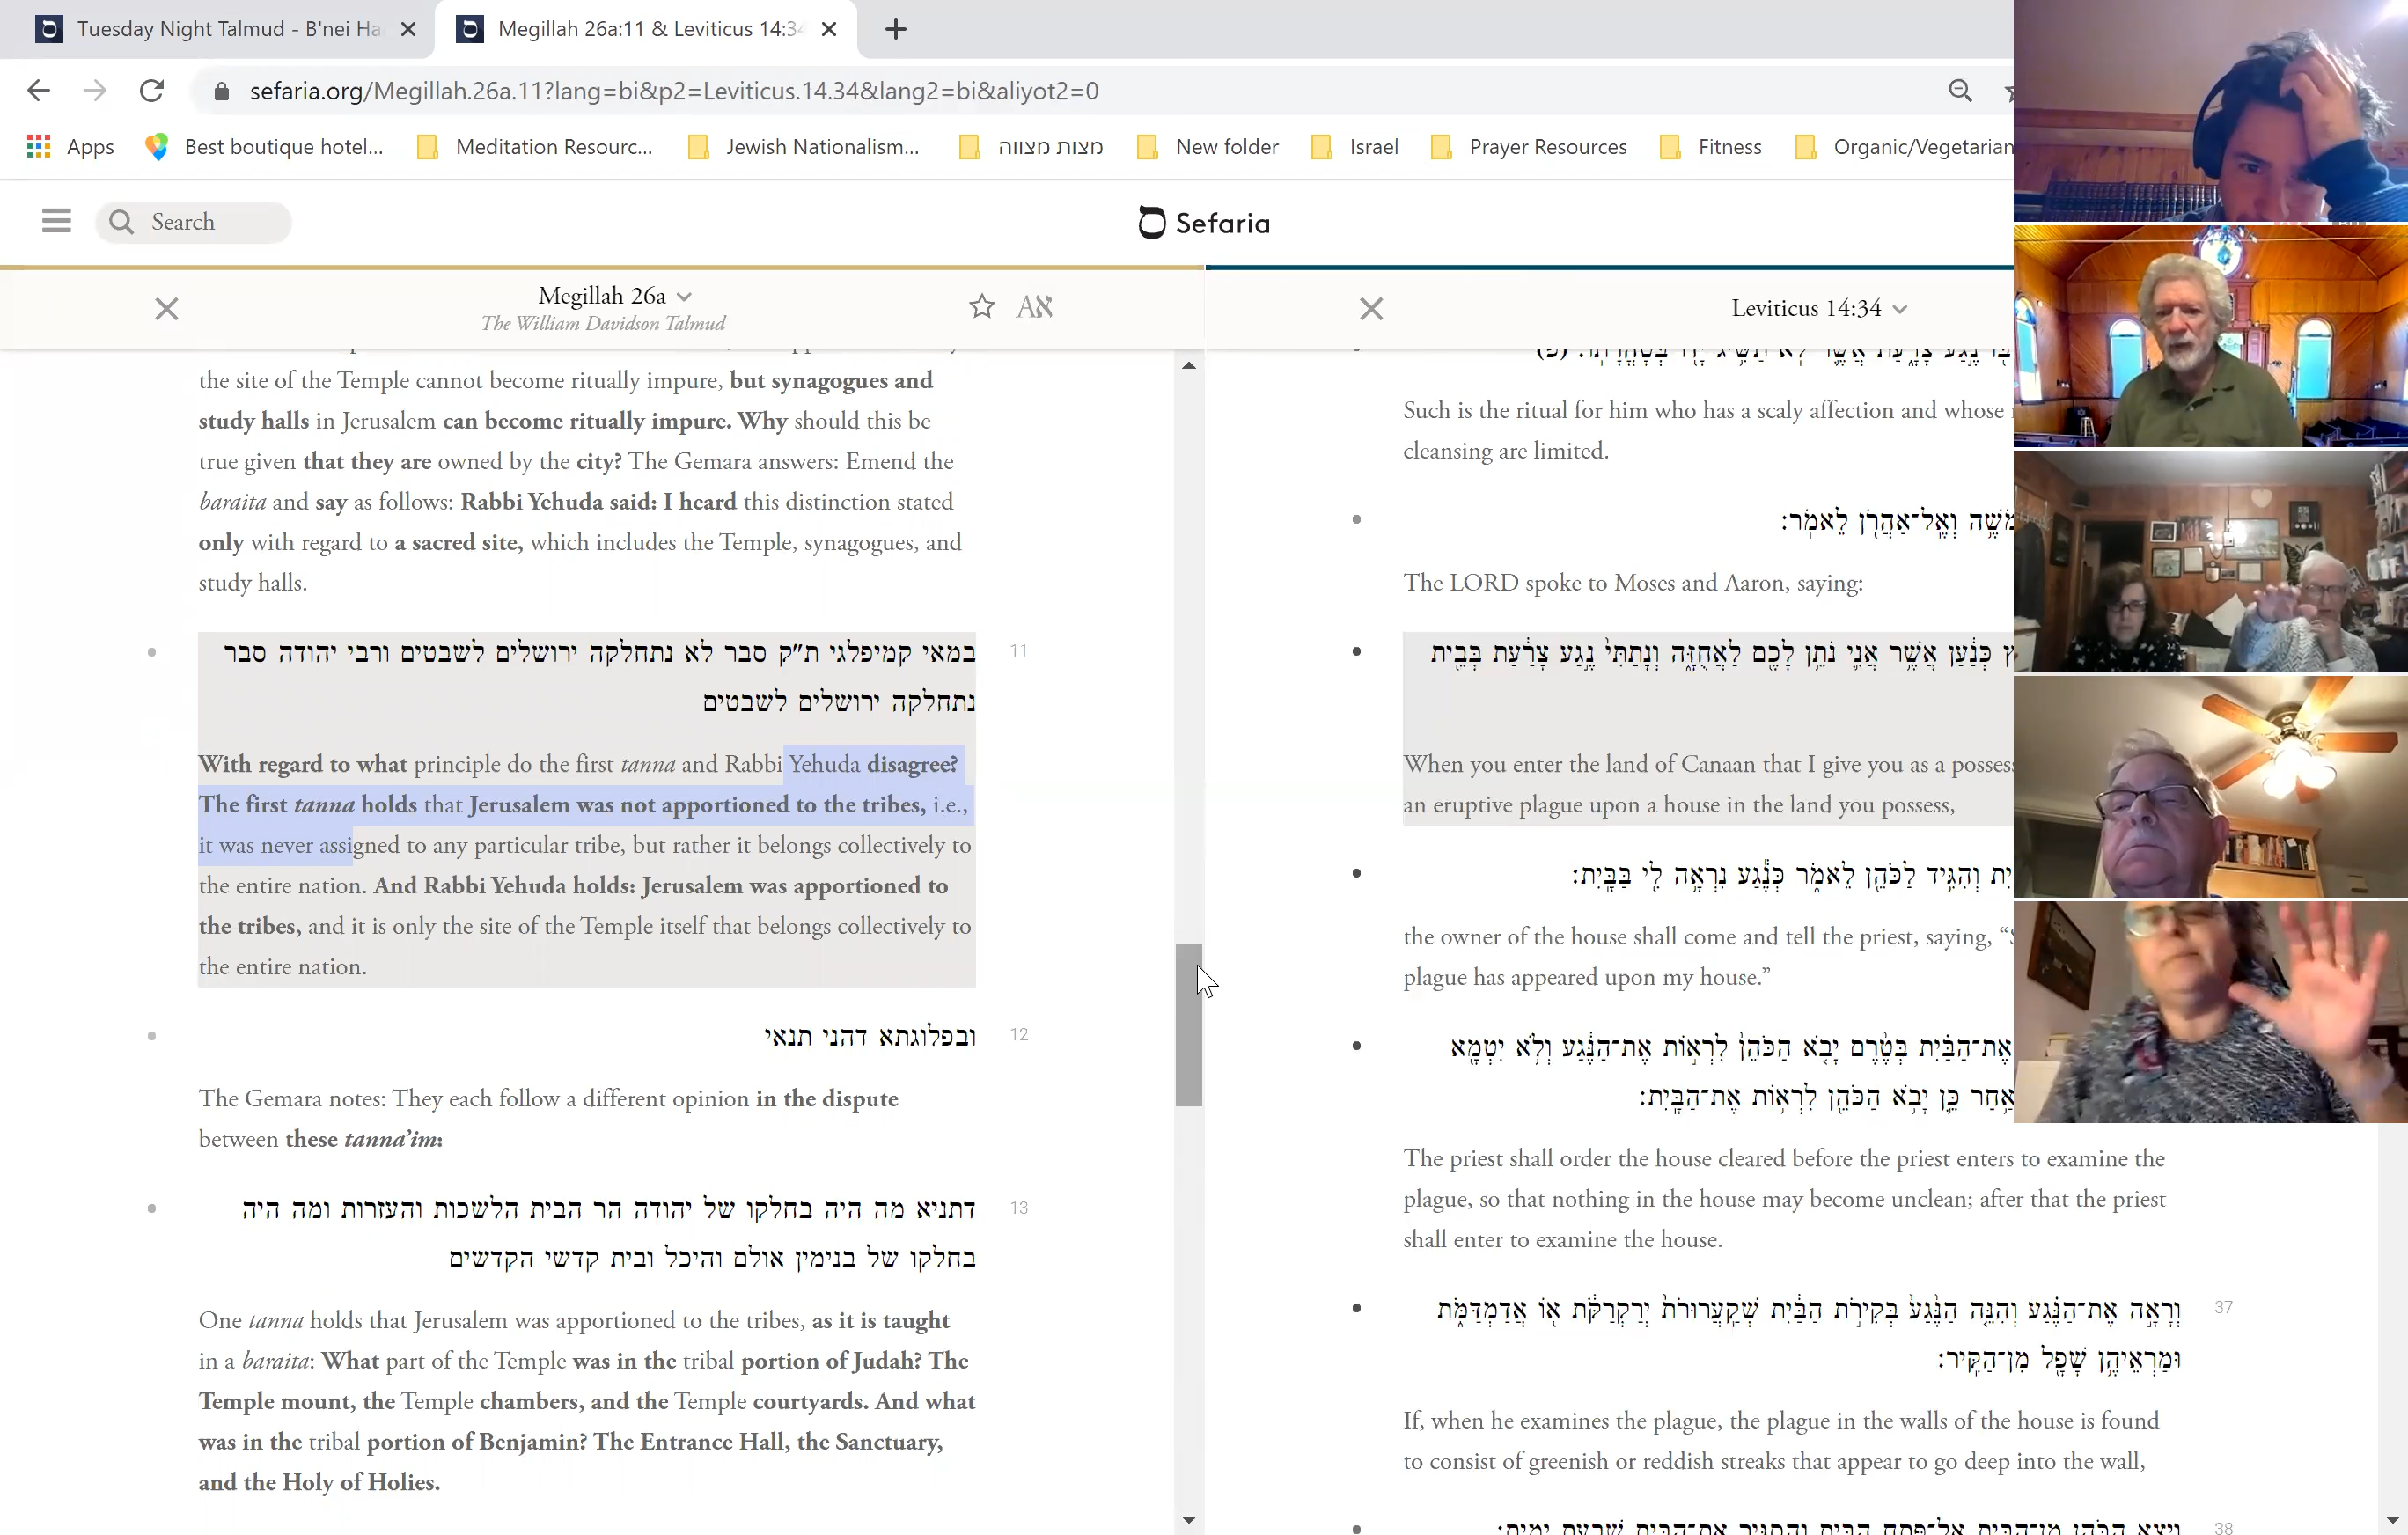 Tuesday Night Talmud - B'nei Ha
Megillah 26a:11 & Leviticus 14:34
sefaria.org/Megillah.26a.11?lang=bi&p2=Leviticus.14.34&lang2=bi&aliyot2=0
Apps
Best boutique hotel...
Meditation Resourc...
Jewish Nationalism...
מצות מצווה
New folder
Israel
Prayer Resources
Fitness
Organic/Vegetarian
Search
Sefaria
Megillah 26a
The William Davidson Talmud
Aא
the site of the Temple cannot become ritually impure, but synagogues and
study halls in Jerusalem can become ritually impure. Why should this be
true given that they are owned by the city? The Gemara answers: Emend the
baraita and say as follows: Rabbi Yehuda said: I heard this distinction stated
only with regard to a sacred site, which includes the Temple, synagogues, and
study halls.
11
במאי קמיפלגי ת"ק סבר לא נתחלקה ירושלים לשבטים ורבי יהודה סבר
נתחלקה ירושלים לשבטים
With regard to what principle do the first tanna and Rabbi Yehuda disagree?
The first tanna holds that Jerusalem was not apportioned to the tribes, i.e.,
it was never assigned to any particular tribe, but rather it belongs collectively to
the entire nation. And Rabbi Yehuda holds: Jerusalem was apportioned to
the tribes, and it is only the site of the Temple itself that belongs collectively to
the entire nation.
12
ובפלוגתא דהני תנאי
The Gemara notes: They each follow a different opinion in the dispute
between these tanna’im:
13
דתניא מה היה בחלקו של יהודה הר הבית הלשכות והעזרות ומה היה
בחלקו של בנימין אולם והיכל ובית קדשי הקדשים
One tanna holds that Jerusalem was apportioned to the tribes, as it is taught
in a baraita: What part of the Temple was in the tribal portion of Judah? The
Temple mount, the Temple chambers, and the Temple courtyards. And what
was in the tribal portion of Benjamin? The Entrance Hall, the Sanctuary,
and the Holy of Holies.
Leviticus 14:34
Such is the ritual for him who has a scaly affection and whose
cleansing are limited.
מֹשֶׁ֥ה וְאֶֽל־אַהֲרֹ֖ן לֵאמֹֽר׃
The LORD spoke to Moses and Aaron, saying:
כְּנַ֔עַן אֲשֶׁ֥ר אֲנִ֛י נֹתֵ֥ן לָכֶ֖ם לַאֲחֻזָּ֑ה וְנָתַתִּי֙ נֶ֣גַע צָרַ֔עַת בְּבֵ֖ית
When you enter the land of Canaan that I give you as a
an eruptive plague upon a house in the land you possess,
וְהִגִּ֥יד לַכֹּהֵ֖ן לֵאמֹ֑ר כְּנֶ֕גַע נִרְאָ֥ה לִ֖י בַּבָּֽיִת׃
the owner of the house shall come and tell the priest, saying,
plague has appeared upon my house.”
אֶת־הַבַּ֗יִת בְּטֶ֨רֶם יָבֹ֤א הַכֹּהֵן֙ לִרְא֣וֹת אֶת־הַנֶּ֔גַע וְלֹ֥א יִטְמָ֖א
כֵּ֛ן יָבֹ֥א הַכֹּהֵ֖ן לִרְא֥וֹת אֶת־הַבָּֽיִת׃
The priest shall order the house cleared before the priest enters to examine the
plague, so that nothing in the house may become unclean; after that the priest
shall enter to examine the house.
37
וְרָאָ֣ה אֶת־הַנֶּ֗גַע וְהִנֵּ֤ה הַנֶּ֙גַע֙ בְּקִירֹ֣ת הַבַּ֔יִת שְׁקַֽעֲרוּרֹת֙ יְרַקְרַקֹּ֔ת א֖וֹ אֲדַמְדַּמֹּ֑ת
וּמַרְאֵיהֶ֥ן שָׁפָ֖ל מִן־הַקִּֽיר׃
If, when he examines the plague, the plague in the walls of the house is found
to consist of greenish or reddish streaks that appear to go deep into the wall,
38